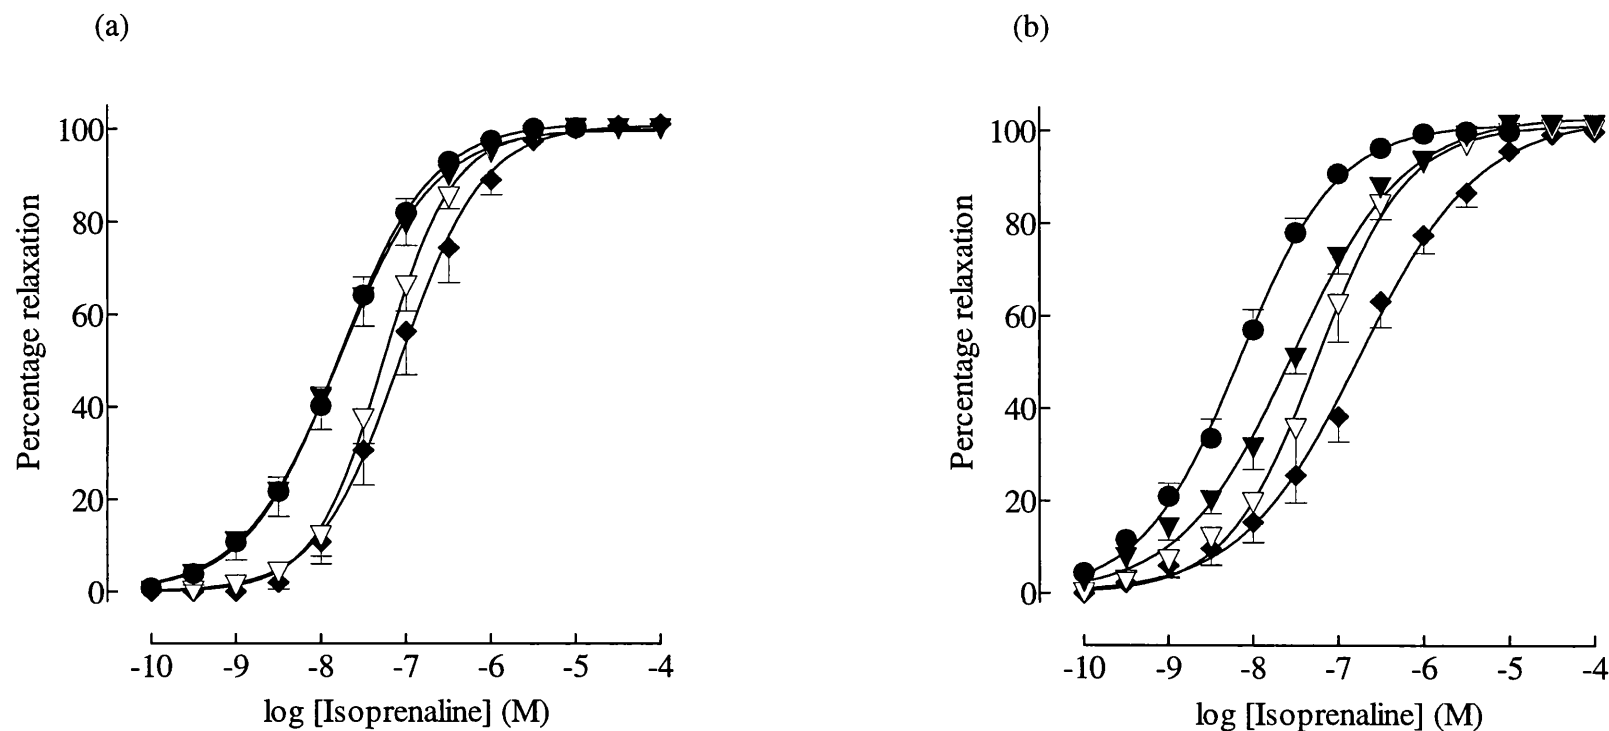 (a)
Percentage relaxation
100
80
60
40
20
0
-10 -9 -8 -7 -6 -5 -4
log [Isoprenaline] (M)
(b)
Percentage relaxation
100
80
60
40
20
0
-10 -9 -8 -7 -6 -5 -4
log [Isoprenaline] (M)